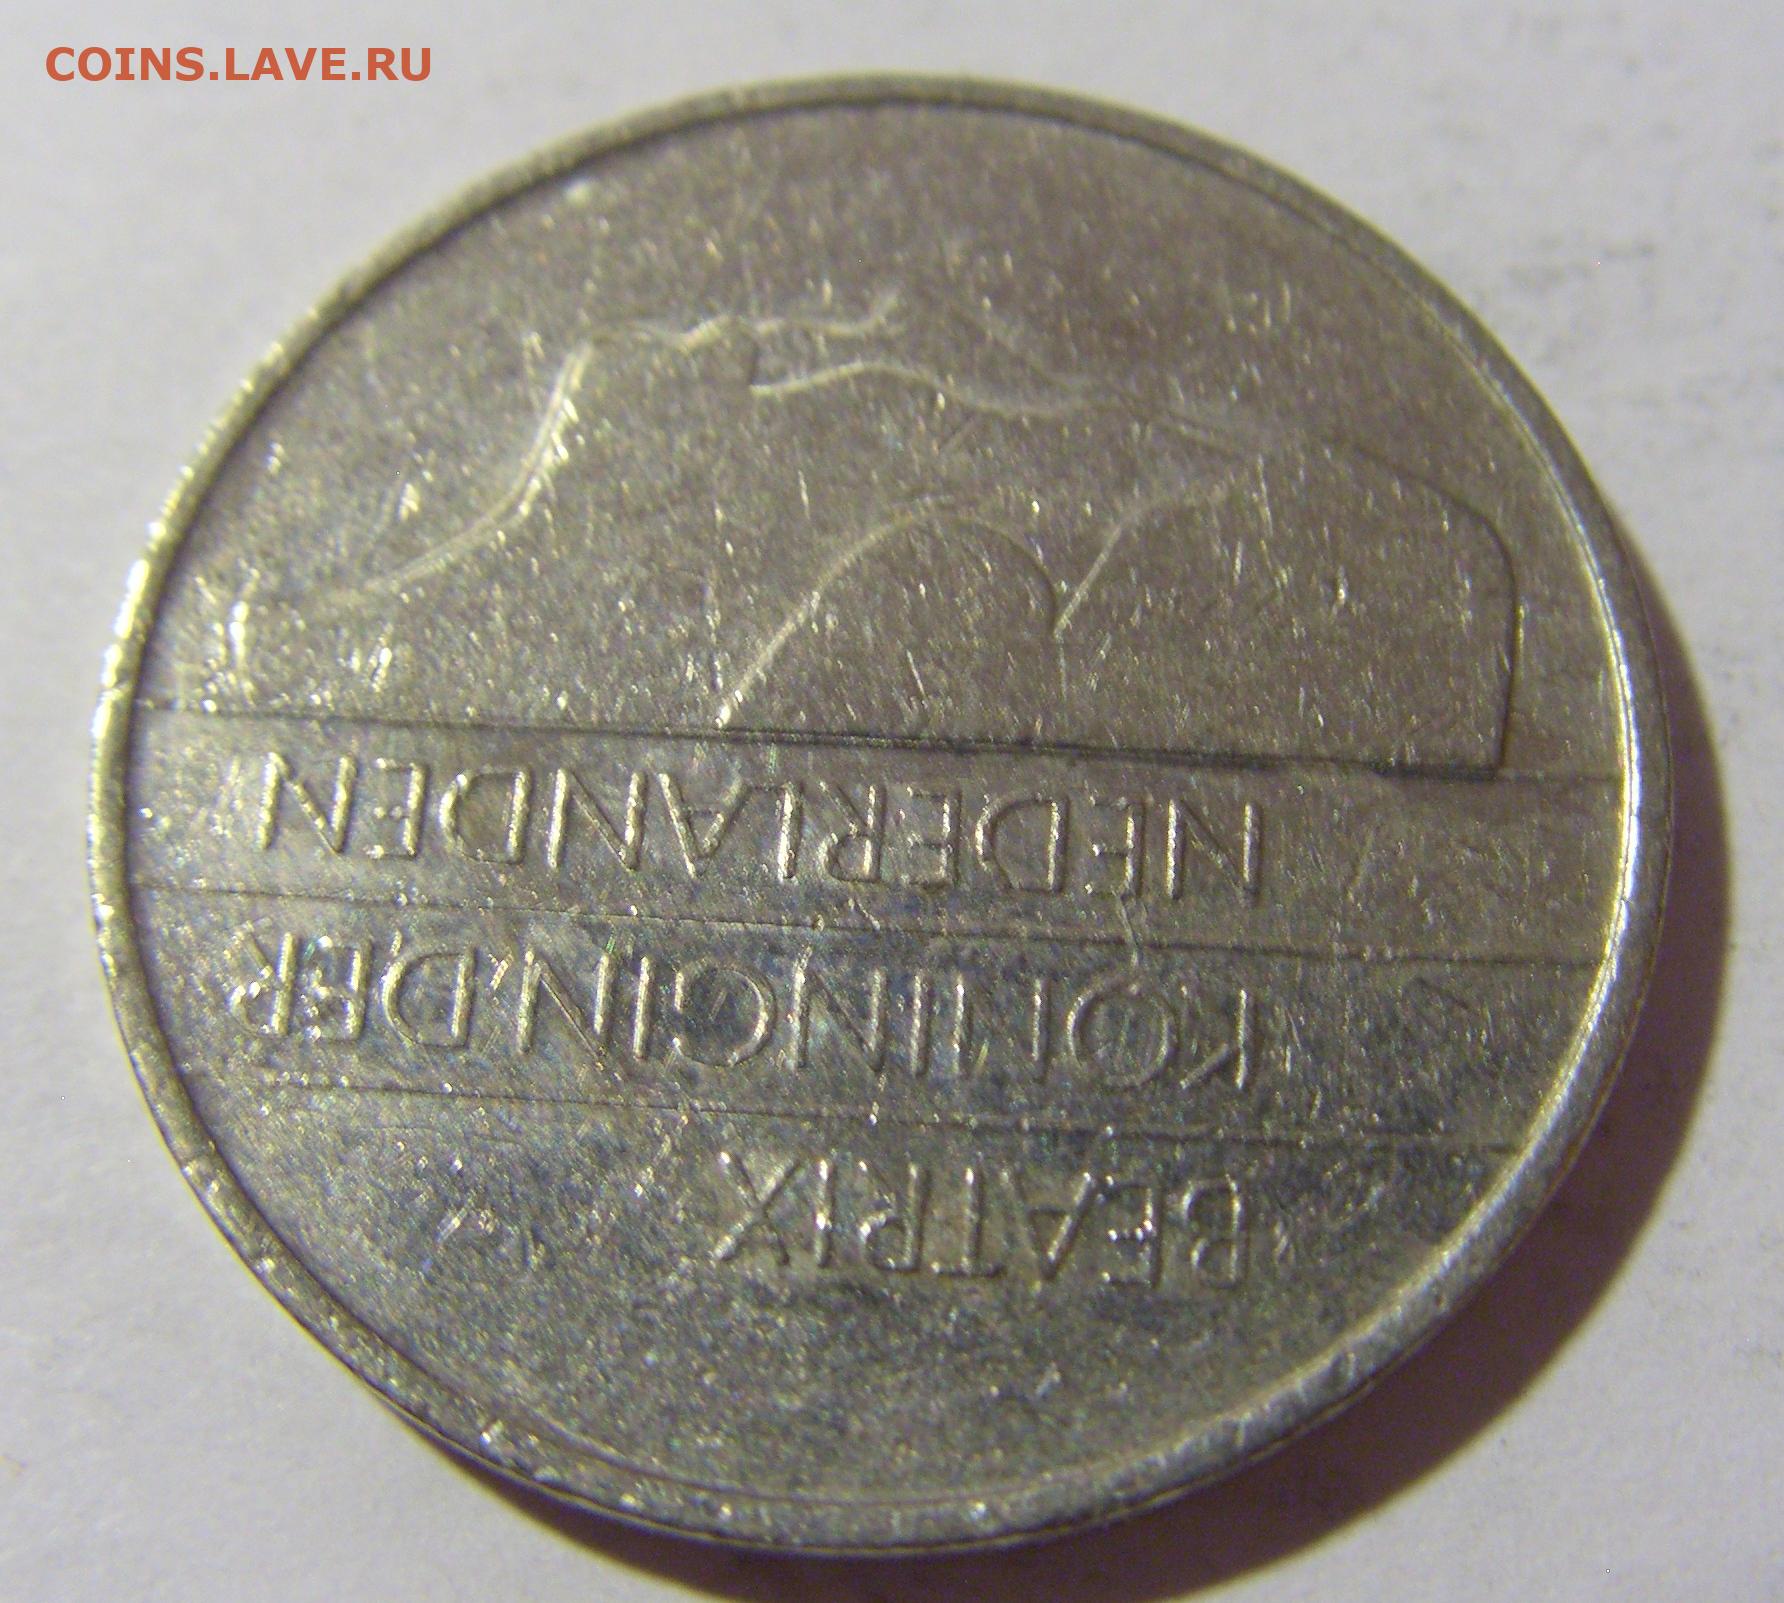 COINS.LAVE.RU
BEATRIX
KONINGIN DER
NEDERLANDEN